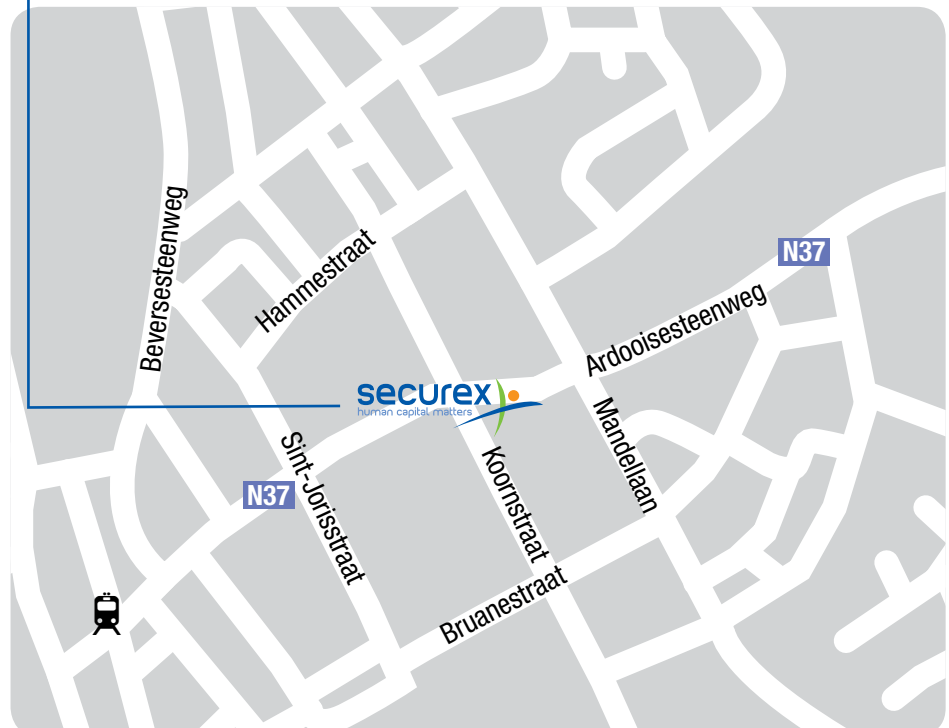 Beversesteenweg
Hammestraat
N37
Ardooisesteenweg
securex
human capital matters
Mandellaan
Sint-Jorisstraat
Koornstraat
N37
Bruanestraat